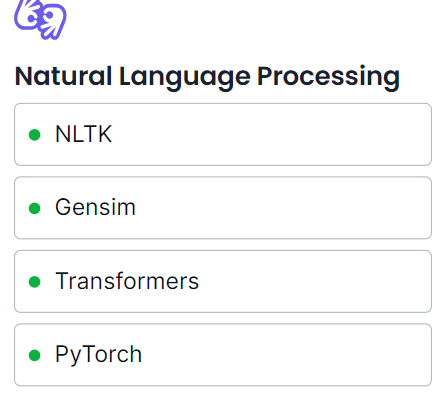 Natural Language Processing
NLTK
Gensim
Transformers
PyTorch